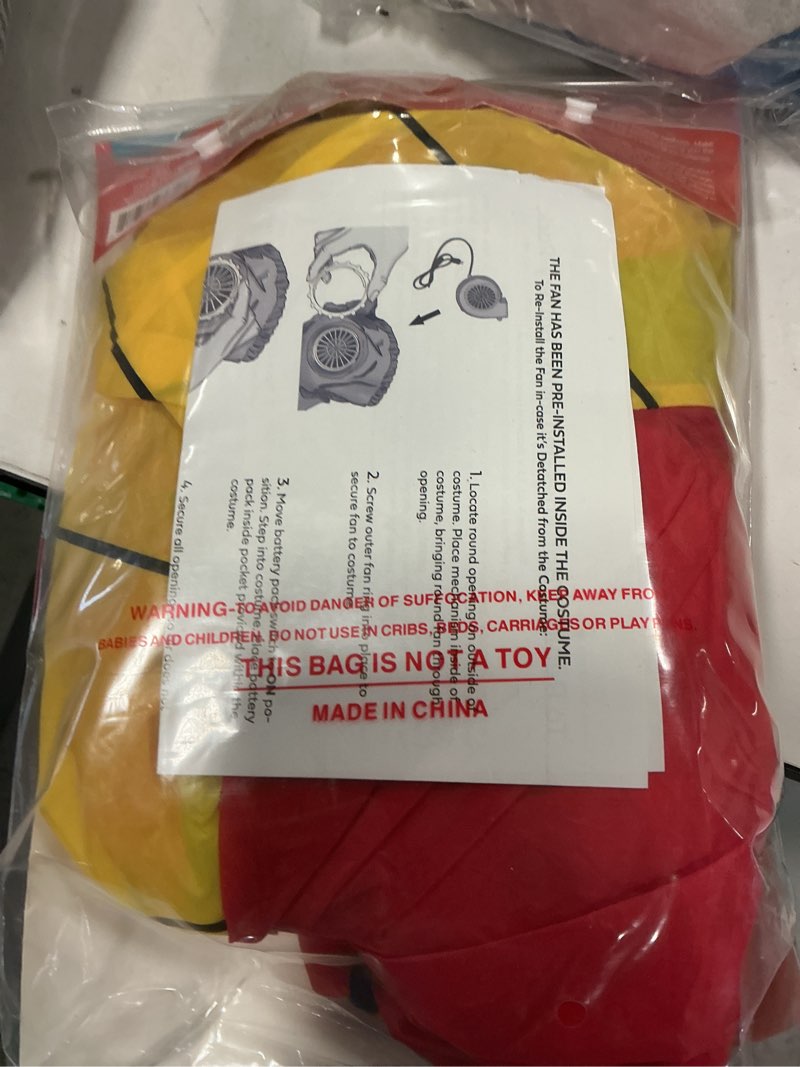 THE FAN HAS BEEN PRE-INSTALLED INSIDE THE COSTUME.
To Re-Install the Fan in-case it's Detatched from the Costume:
1. Locate round opening on outside of
costume. Place mechanism inside of
costume, bringing round fan through
opening.
2. Screw outer fan ring into place to
secure fan to costume.
3. Move battery pack switch to ON po-
sition. Step into costume. Place battery
pack inside pocket provided within the
costume.
4. Secure all openings so
WARNING-TO AVOID DANGER OF SUFFOCATION, KEEP AWAY FRO
BABIES AND CHILDREN. DO NOT USE IN CRIBS, BEDS, CARRIAGES OR PLAY PENS.
THIS BAG IS NOT A TOY
MADE IN CHINA